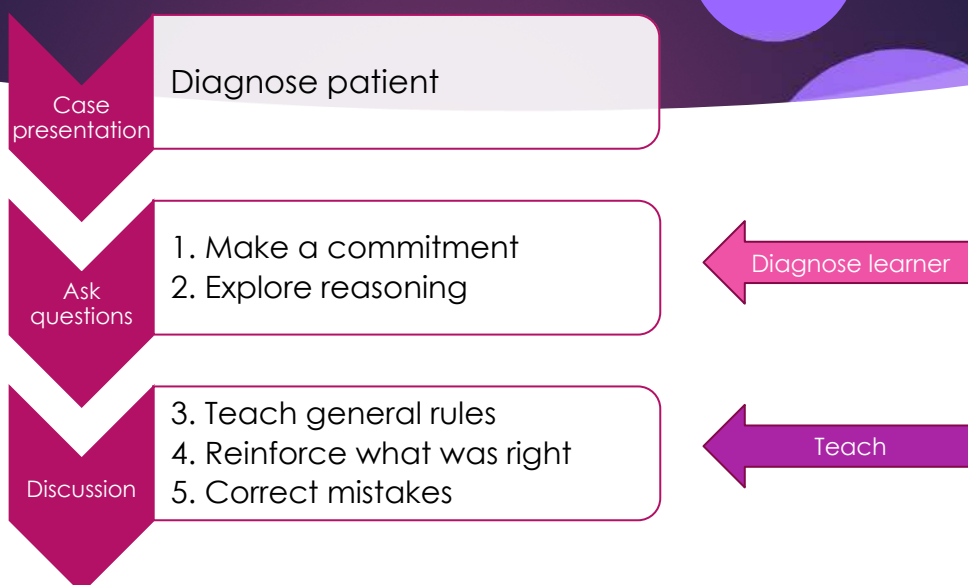 Case
presentation
Diagnose patient
Ask
questions
1. Make a commitment
2. Explore reasoning
Diagnose learner
Discussion
3. Teach general rules
4. Reinforce what was right
5. Correct mistakes
Teach